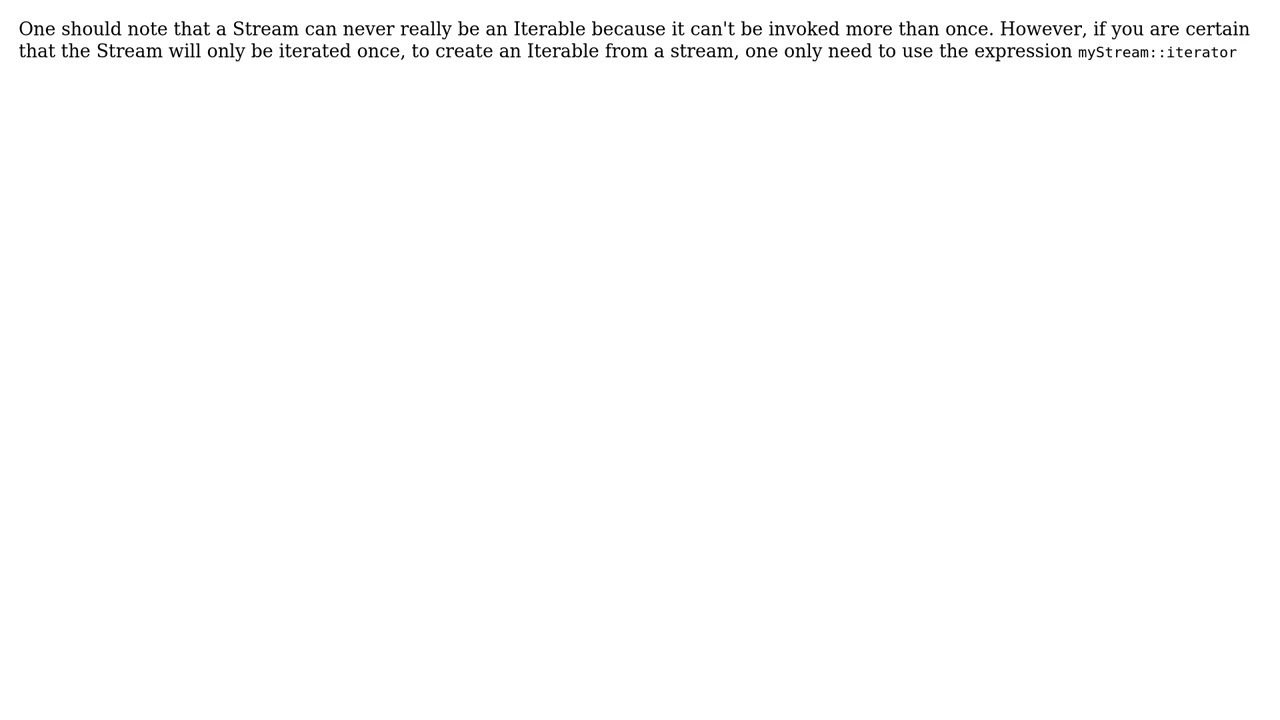 One should note that a Stream can never really be an Iterable because it can't be invoked more than once. However, if you are certain
that the Stream will only be iterated once, to create an Iterable from a stream, one only need to use the expression myStream::iterator